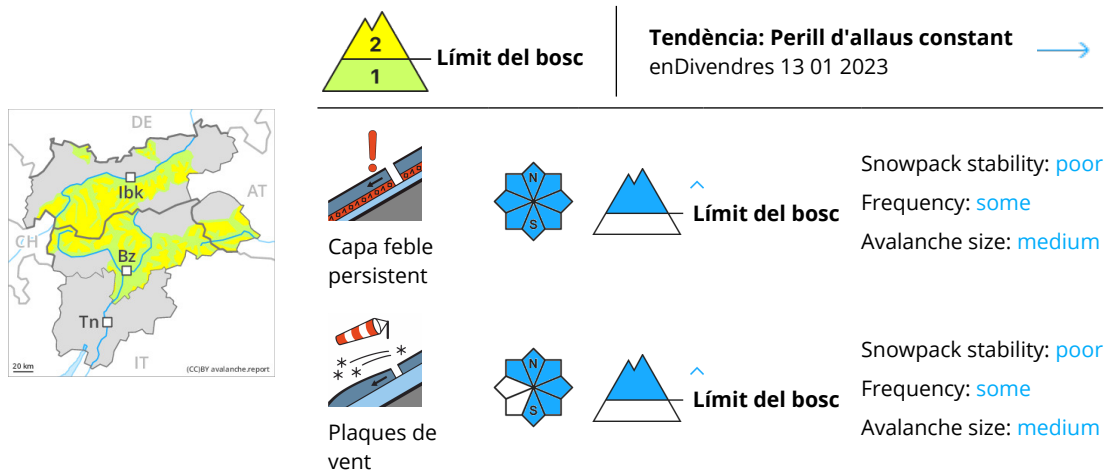 2
1
Límit del bosc
Tendència: Perill d'allaus constant
enDivendres 13 01 2023
DE
AT
CH
IT
Ibk
Bz
Tn
20 km
(CC)BY avalanche.report
Capa feble
persistent
N
S
Límit del bosc
Snowpack stability: poor
Frequency: some
Avalanche size: medium
Plaques de
vent
N
S
Límit del bosc
Snowpack stability: poor
Frequency: some
Avalanche size: medium